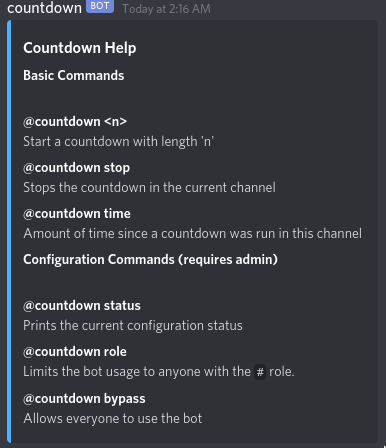 countdown BOT Today at 2:16 AM
Countdown Help
Basic Commands
@countdown <n>
Start a countdown with length 'n'
@countdown stop
Stops the countdown in the current channel
@countdown time
Amount of time since a countdown was run in this channel
Configuration Commands (requires admin)
@countdown status
Prints the current configuration status
@countdown role
Limits the bot usage to anyone with the # role.
@countdown bypass
Allows everyone to use the bot